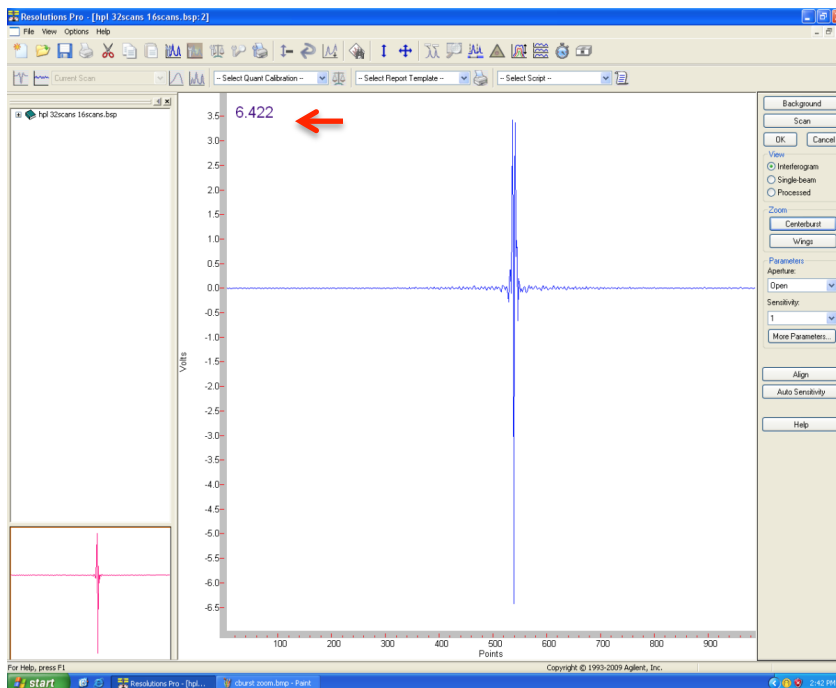 Resolutions Pro - [hpl 32scans 16scans.bsp:2]
File View Options Help
Current Scan
-- Select Quant Calibration --
-- Select Report Template --
-- Select Script --
hpl 32scans 16scans.bsp
6.422
3.5
3.0
2.5
2.0
1.5
1.0
0.5
0.0
-0.5
-1.0
-1.5
-2.0
-2.5
-3.0
-3.5
-4.0
-4.5
-5.0
-5.5
-6.0
-6.5
Volts
100 200 300 400 500 600 700 800 900
Points
Background
Scan
OK Cancel
View
Interferogram
Single-beam
Processed
Zoom
Centerburst
Wings
Parameters
Aperture:
Open
Sensitivity:
1
More Parameters...
Align
Auto Sensitivity
Help
For Help, press F1
Copyright © 1993-2009 Agilent, Inc.
start
Resolutions Pro - [hpl...
cburst zoom.bmp - Paint
2:42 PM